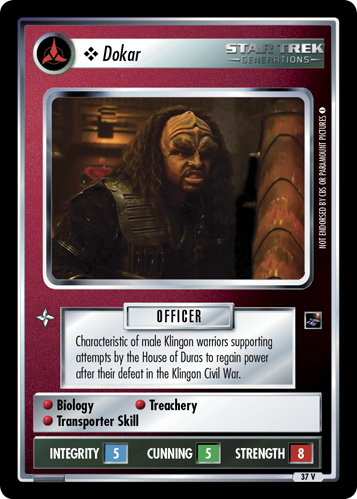 ❖ Dokar
STAR TREK
GENERATIONS
NOT ENDORSED BY CBS OR PARAMOUNT PICTURES
OFFICER
Characteristic of male Klingon warriors supporting
attempts by the House of Duras to regain power
after their defeat in the Klingon Civil War.
Biology
Treachery
Transporter Skill
INTEGRITY 5 CUNNING 5 STRENGTH 8
37 V